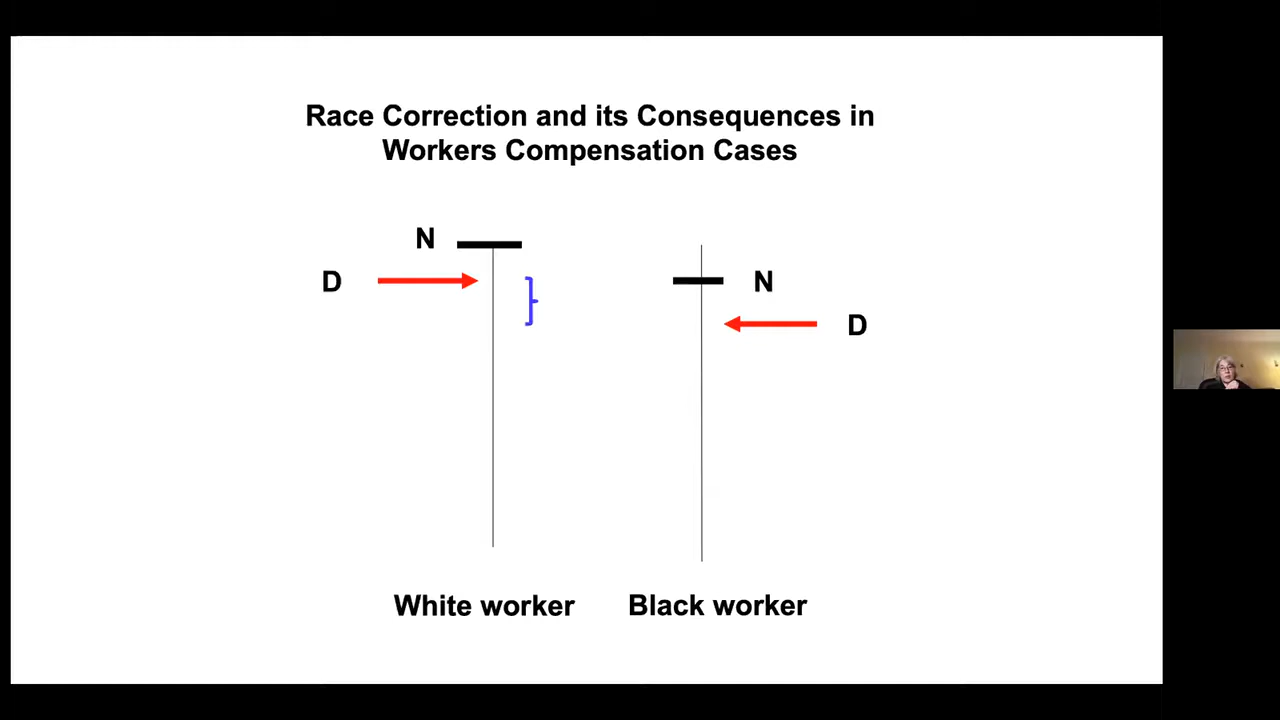 Race Correction and its Consequences in
Workers Compensation Cases
N
D
N
D
White worker
Black worker